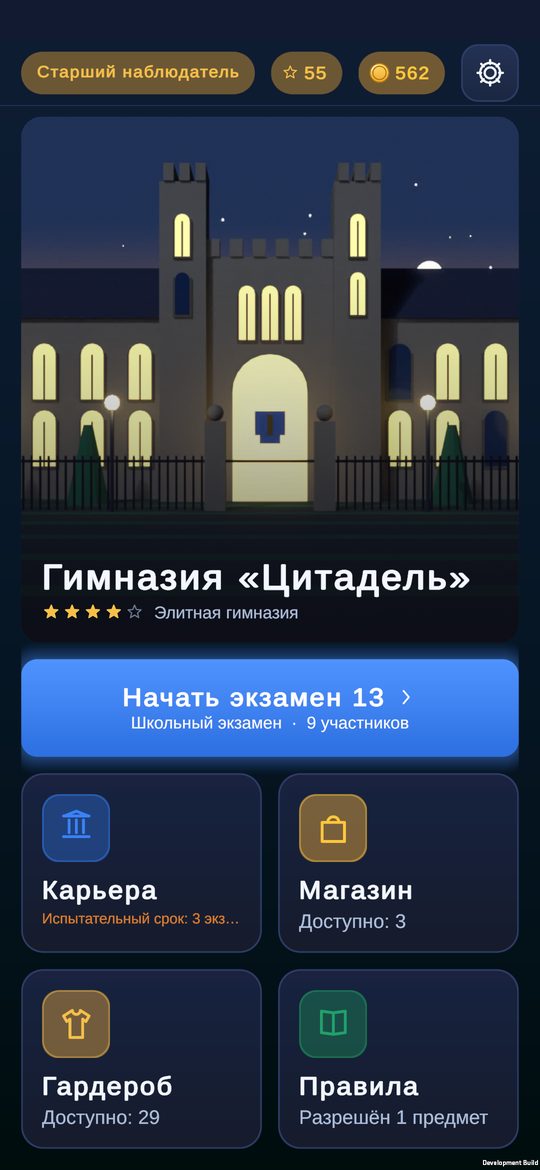 Старший наблюдатель
55
562
Гимназия «Цитадель»
Элитная гимназия
Начать экзамен 13
Школьный экзамен · 9 участников
Карьера
Испытательный срок: 3 экз...
Магазин
Доступно: 3
Гардероб
Доступно: 29
Правила
Разрешён 1 предмет
Development Build